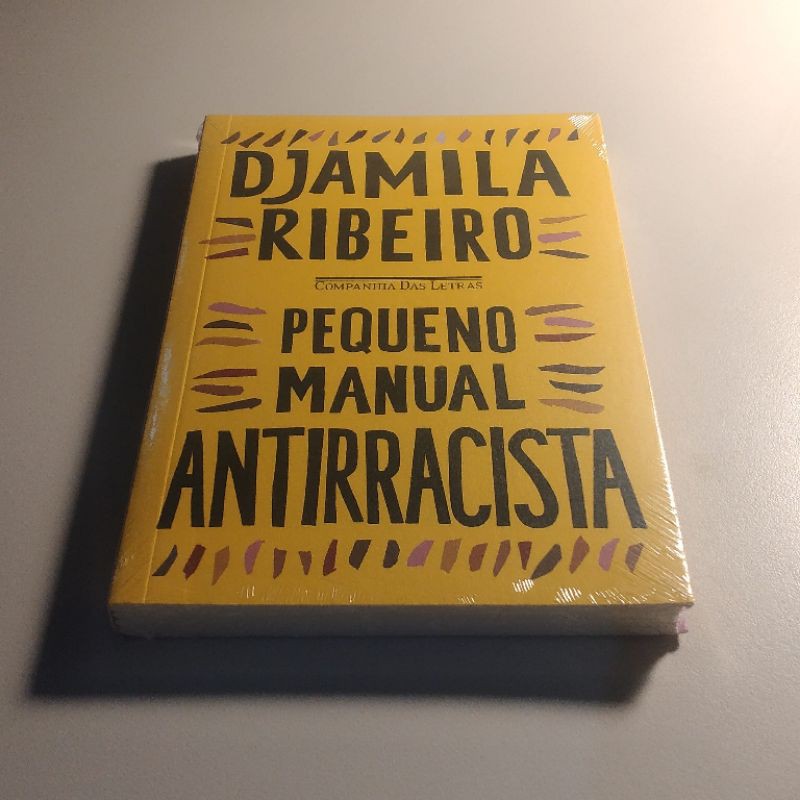 DJAMILA
RIBEIRO
COMPANHIA DAS LETRAS
PEQUENO
MANUAL
ANTIRRACISTA